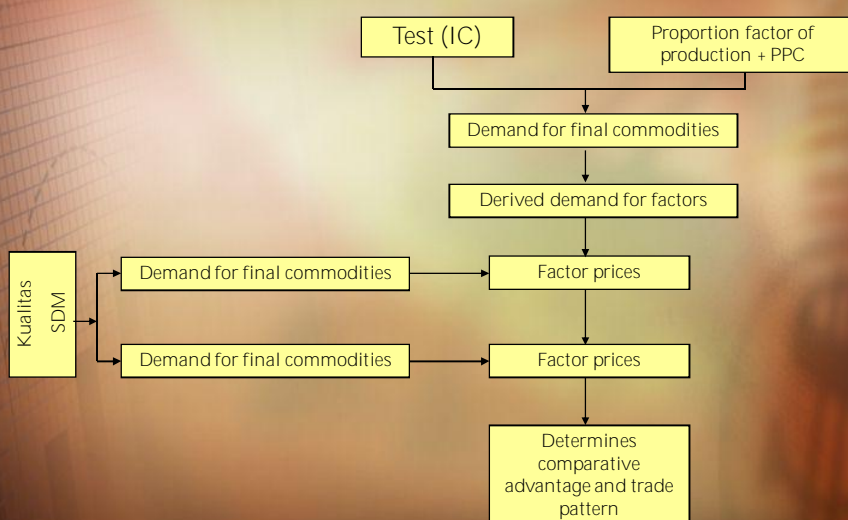 Test (IC)
Proportion factor of
production + PPC
Demand for final commodities
Derived demand for factors
Kualitas
SDM
Demand for final commodities
Factor prices
Demand for final commodities
Factor prices
Determines
comparative
advantage and trade
pattern